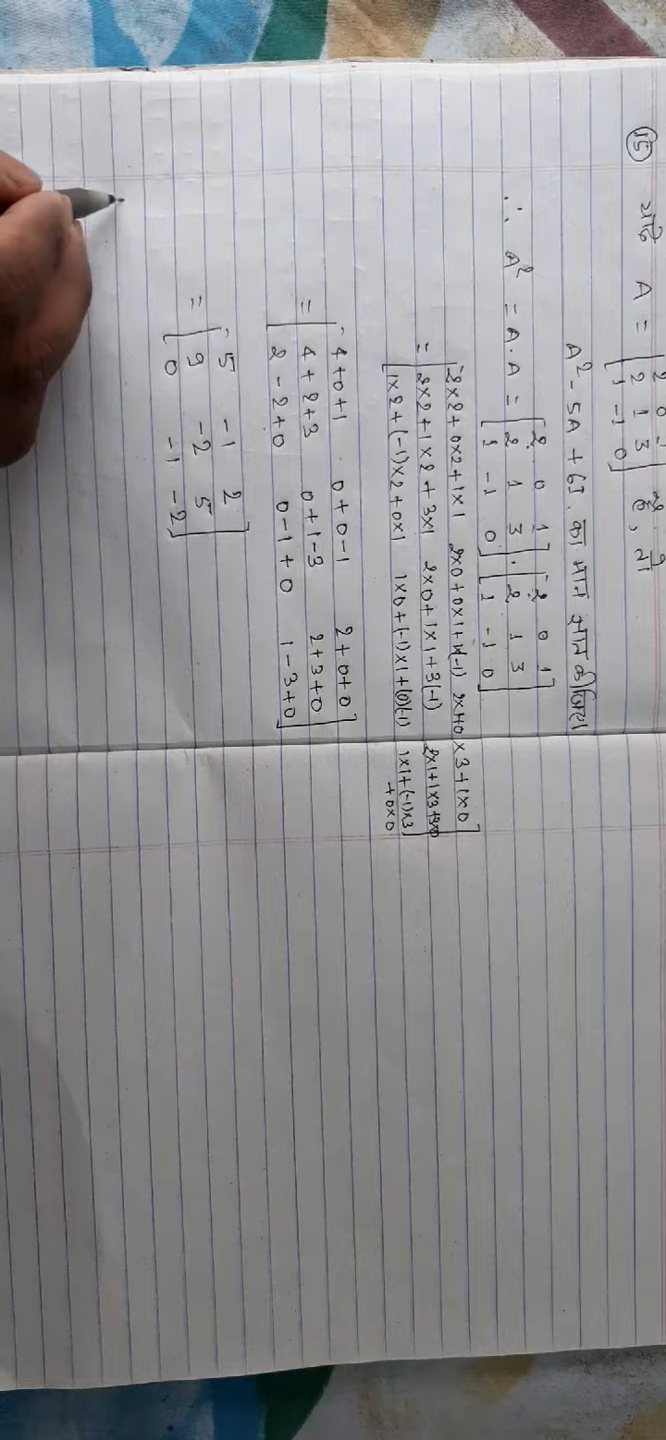 15 यदि A = [2 0 1
2 1 3
1 -1 0] है, तो
A² - 5A + 6I. का मान ज्ञात कीजिए।
∴ A² = A.A = [2 0 1
2 1 3
1 -1 0] . [2 0 1
2 1 3
1 -1 0]
= [2×2+0×2+1×1 2×0+0×1+1(-1) 2×1+0×3+1×0
2×2+1×2+3×1 2×0+1×1+3(-1) 2×1+1×3+3×0
1×2+(-1)×2+0×1 1×0+(-1)×1+(0)(-1) 1×1+(-1)×3
+0×0]
= [4+0+1 0+0-1 2+0+0
4+2+3 0+1-3 2+3+0
2-2+0 0-1+0 1-3+0]
= [5 -1 2
9 -2 5
0 -1 -2]